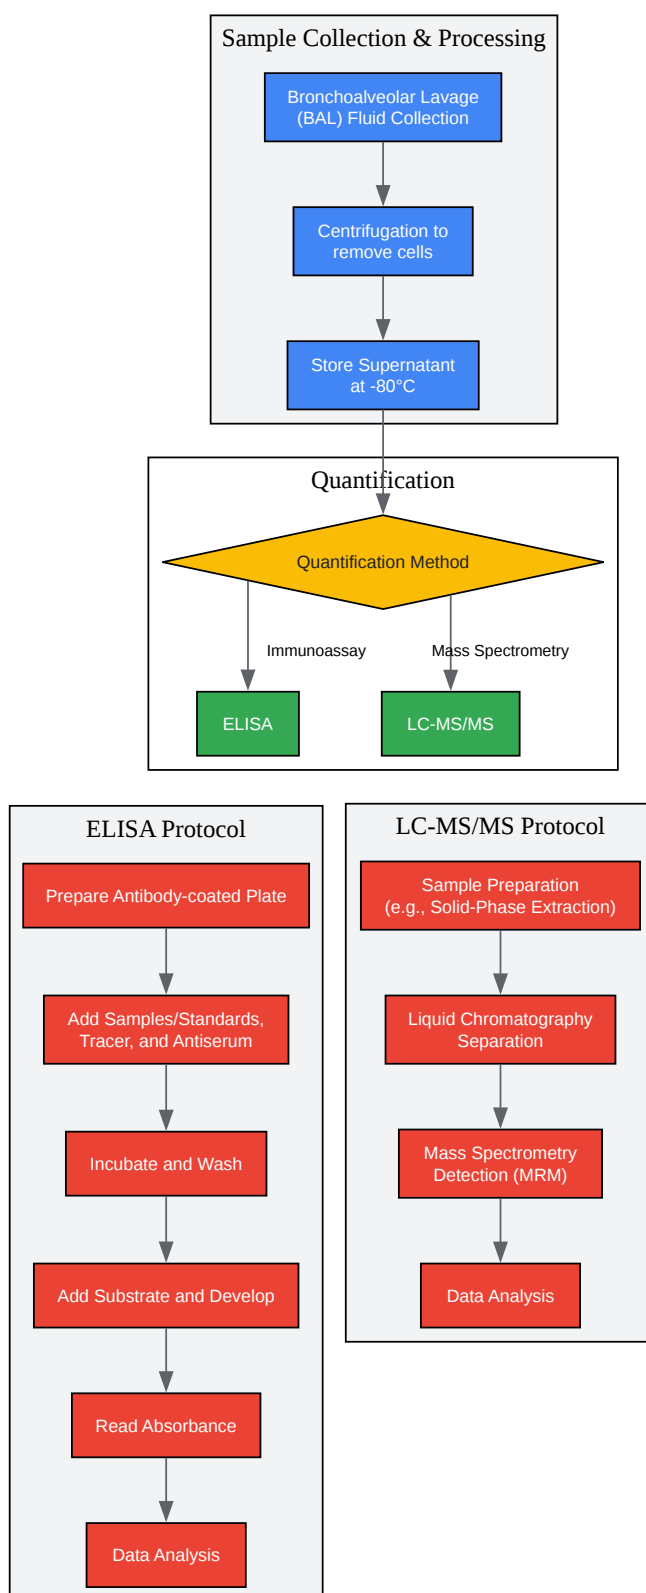 Sample Collection & Processing
Bronchoalveolar Lavage
(BAL) Fluid Collection
Centrifugation to
remove cells
Store Supernatant
at -80°C
Quantification
Quantification Method
Immunoassay
Mass Spectrometry
ELISA
LC-MS/MS
ELISA Protocol
Prepare Antibody-coated Plate
Add Samples/Standards,
Tracer, and Antiserum
Incubate and Wash
Add Substrate and Develop
Read Absorbance
Data Analysis
LC-MS/MS Protocol
Sample Preparation
(e.g., Solid-Phase Extraction)
Liquid Chromatography
Separation
Mass Spectrometry
Detection (MRM)
Data Analysis